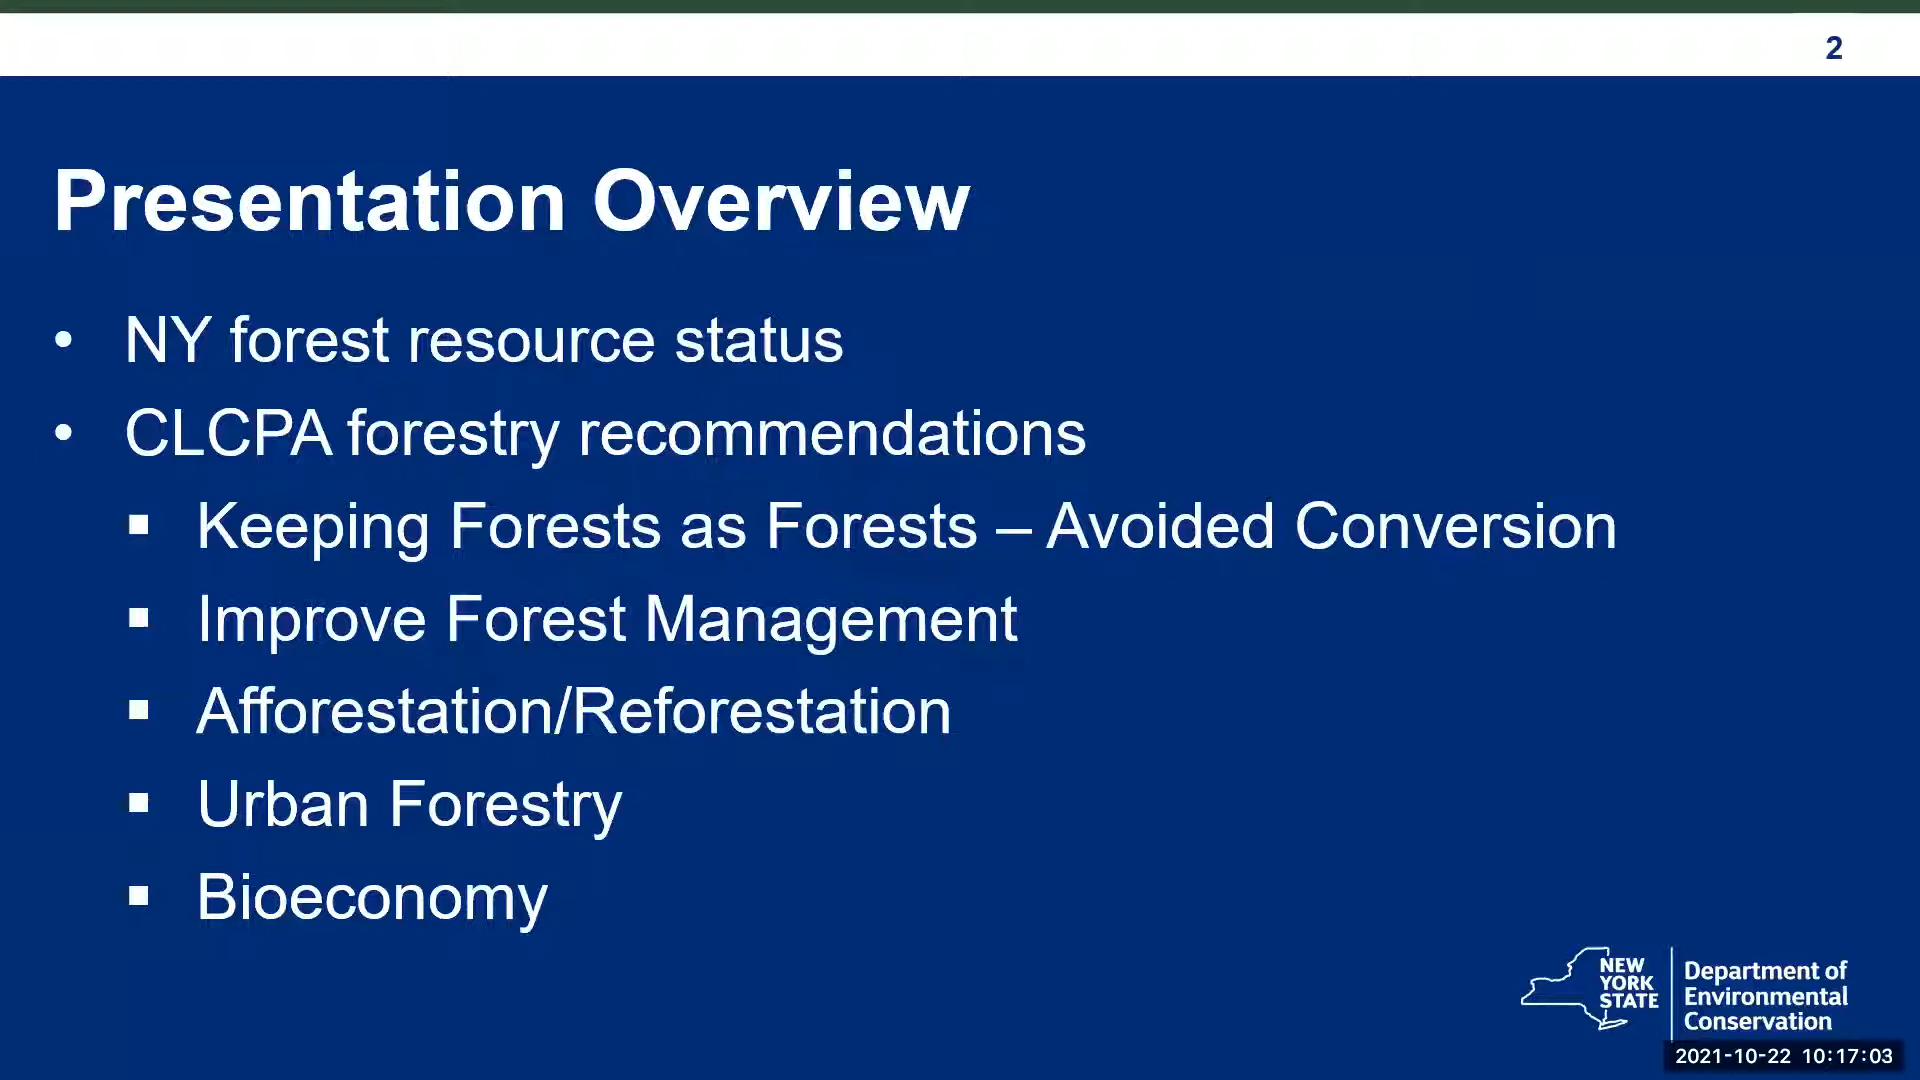 2
Presentation Overview
• NY forest resource status
• CLCPA forestry recommendations
▪ Keeping Forests as Forests – Avoided Conversion
▪ Improve Forest Management
▪ Afforestation/Reforestation
▪ Urban Forestry
▪ Bioeconomy
NEW
YORK
STATE
Department of
Environmental
Conservation
2021-10-22 10:17:03